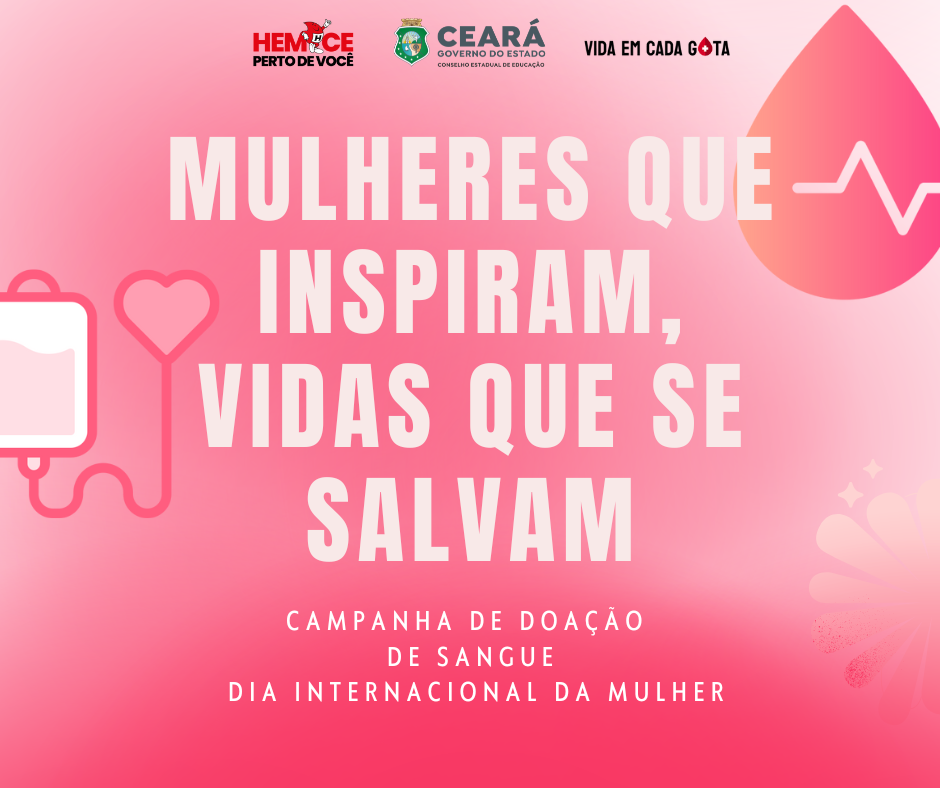 HEMOCE
PERTO DE VOCÊ
CEARÁ
GOVERNO DO ESTADO
CONSELHO ESTADUAL DE EDUCAÇÃO
VIDA EM CADA GOTA
MULHERES QUE
INSPIRAM,
VIDAS QUE SE
SALVAM
CAMPANHA DE DOAÇÃO
DE SANGUE
DIA INTERNACIONAL DA MULHER